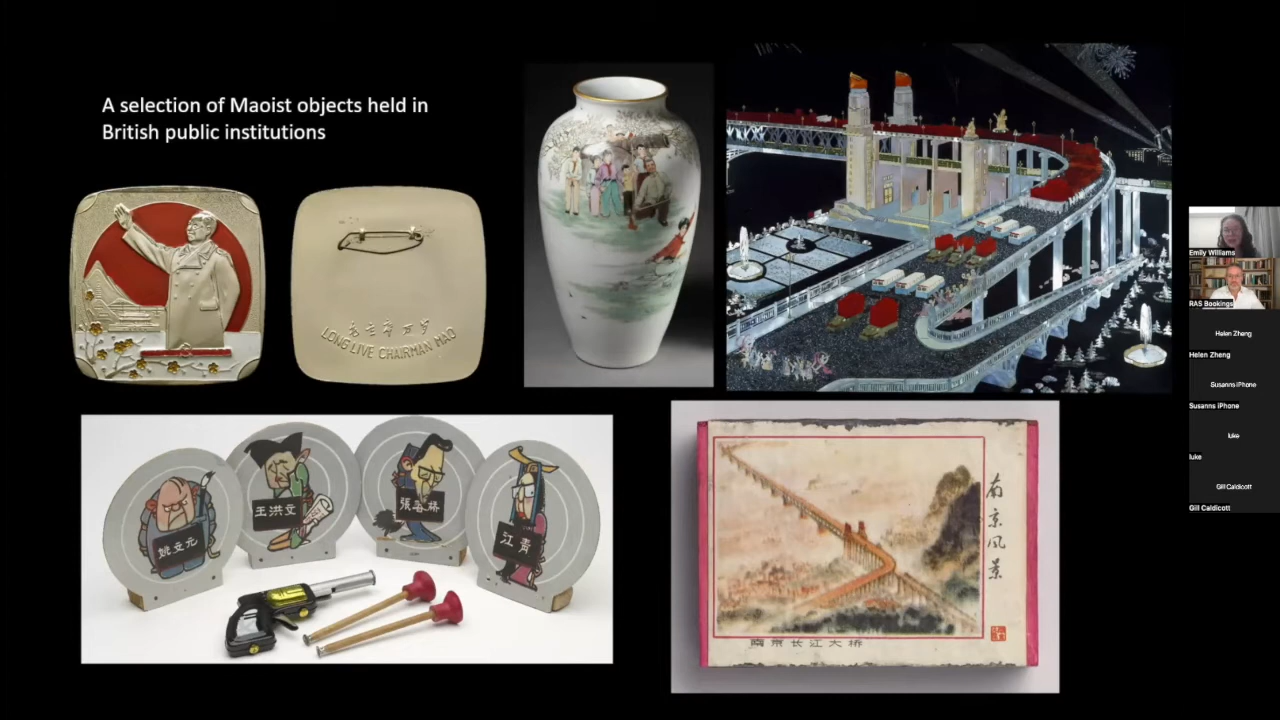 A selection of Maoist objects held in
British public institutions
毛主席万岁
LONG LIVE CHAIRMAN MAO
姚文元
王洪文
張春橋
江青
南京风景
南京长江大桥
Emily Williams
RAS Bookings
Helen Zheng
Helen Zheng
Susanns iPhone
Susanns iPhone
luke
luke
Gill Caldicott
Gill Caldicott